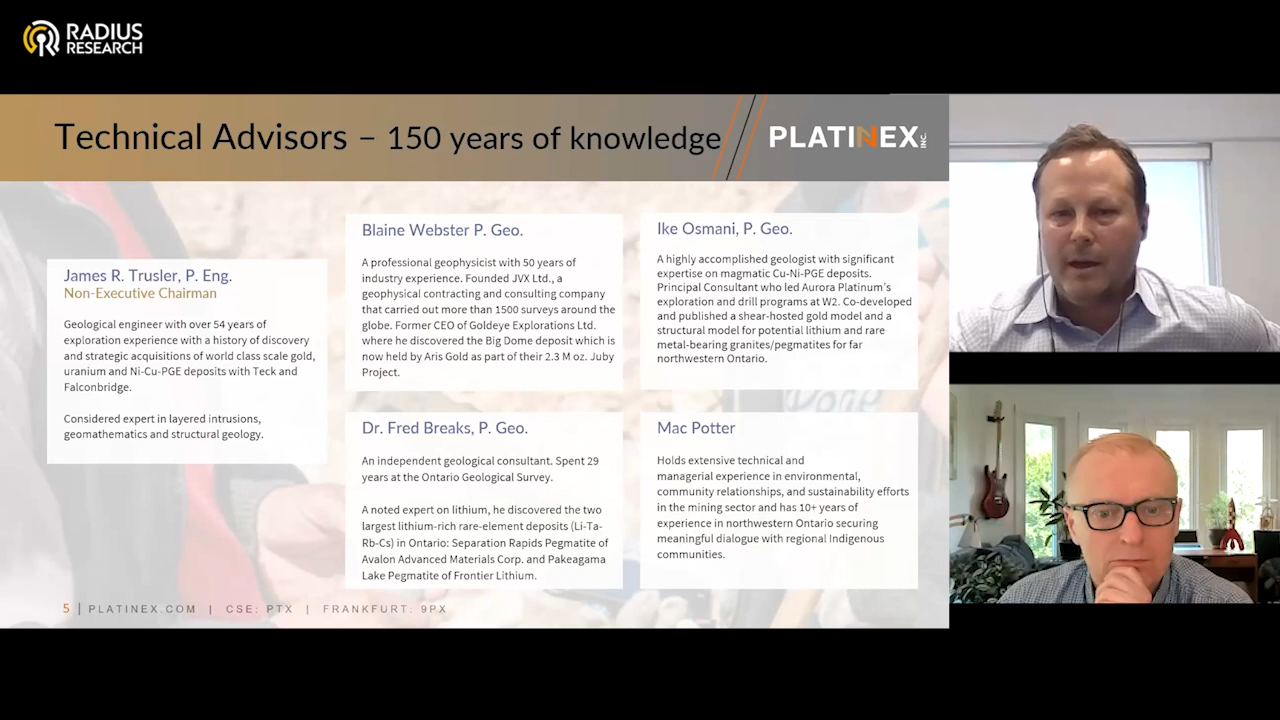 RADIUS
RESEARCH
Technical Advisors – 150 years of knowledge
PLATINEX INC.
James R. Trusler, P. Eng.
Non-Executive Chairman
Geological engineer with over 54 years of
exploration experience with a history of discovery
and strategic acquisitions of world class scale gold,
uranium and Ni-Cu-PGE deposits with Teck and
Falconbridge.
Considered expert in layered intrusions,
geomathematics and structural geology.
Blaine Webster P. Geo.
A professional geophysicist with 50 years of
industry experience. Founded JVX Ltd., a
geophysical contracting and consulting company
that carried out more than 1500 surveys around the
globe. Former CEO of Goldeye Explorations Ltd.
where he discovered the Big Dome deposit which is
now held by Aris Gold as part of their 2.3 M oz. Juby
Project.
Ike Osmani, P. Geo.
A highly accomplished geologist with significant
expertise on magmatic Cu-Ni-PGE deposits.
Principal Consultant who led Aurora Platinum's
exploration and drill programs at W2. Co-developed
and published a shear-hosted gold model and a
structural model for potential lithium and rare
metal-bearing granites/pegmatites for far
northwestern Ontario.
Dr. Fred Breaks, P. Geo.
An independent geological consultant. Spent 29
years at the Ontario Geological Survey.
A noted expert on lithium, he discovered the two
largest lithium-rich rare-element deposits (Li-Ta-
Rb-Cs) in Ontario: Separation Rapids Pegmatite of
Avalon Advanced Materials Corp. and Pakeagama
Lake Pegmatite of Frontier Lithium.
Mac Potter
Holds extensive technical and
managerial experience in environmental,
community relationships, and sustainability efforts
in the mining sector and has 10+ years of
experience in northwestern Ontario securing
meaningful dialogue with regional Indigenous
communities.
5 | PLATINEX.COM | CSE: PTX | FRANKFURT: 9PX